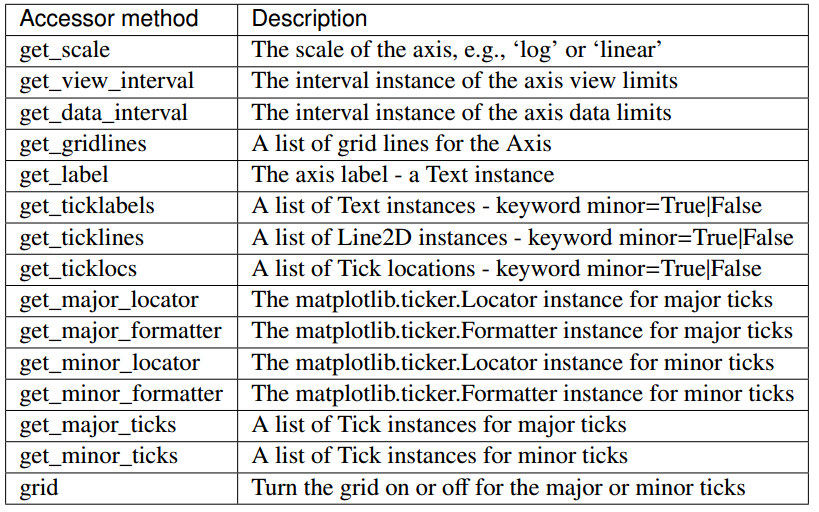 Accessor method Description
get_scale The scale of the axis, e.g., ‘log’ or ‘linear’
get_view_interval The interval instance of the axis view limits
get_data_interval The interval instance of the axis data limits
get_gridlines A list of grid lines for the Axis
get_label The axis label - a Text instance
get_ticklabels A list of Text instances - keyword minor=True|False
get_ticklines A list of Line2D instances - keyword minor=True|False
get_ticklocs A list of Tick locations - keyword minor=True|False
get_major_locator The matplotlib.ticker.Locator instance for major ticks
get_major_formatter The matplotlib.ticker.Formatter instance for major ticks
get_minor_locator The matplotlib.ticker.Locator instance for minor ticks
get_minor_formatter The matplotlib.ticker.Formatter instance for minor ticks
get_major_ticks A list of Tick instances for major ticks
get_minor_ticks A list of Tick instances for minor ticks
grid Turn the grid on or off for the major or minor ticks